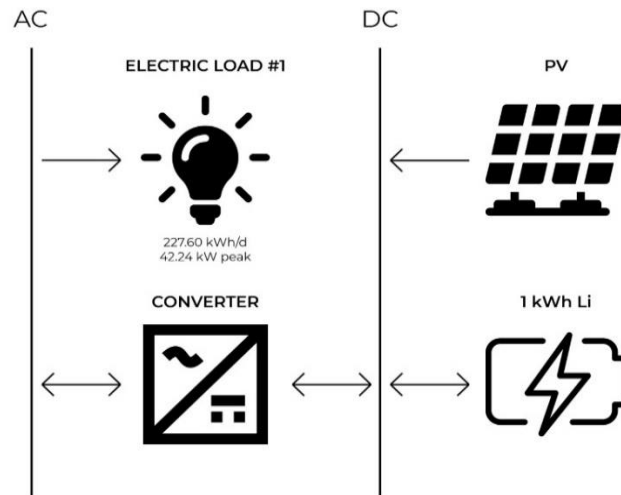 AC
DC
ELECTRIC LOAD #1
PV
227.60 kWh/d
42.24 kW peak
CONVERTER
1 kWh Li